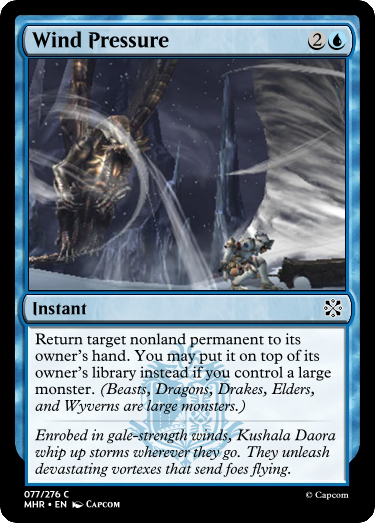 Wind Pressure 2
Instant
Return target nonland permanent to its
owner's hand. You may put it on top of its
owner's library instead if you control a large
monster. (Beasts, Dragons, Drakes, Elders,
and Wyverns are large monsters.)
Enrobed in gale-strength winds, Kushala Daora
whip up storms wherever they go. They unleash
devastating vortexes that send foes flying.
077/276 C
MHR • EN Capcom
© Capcom